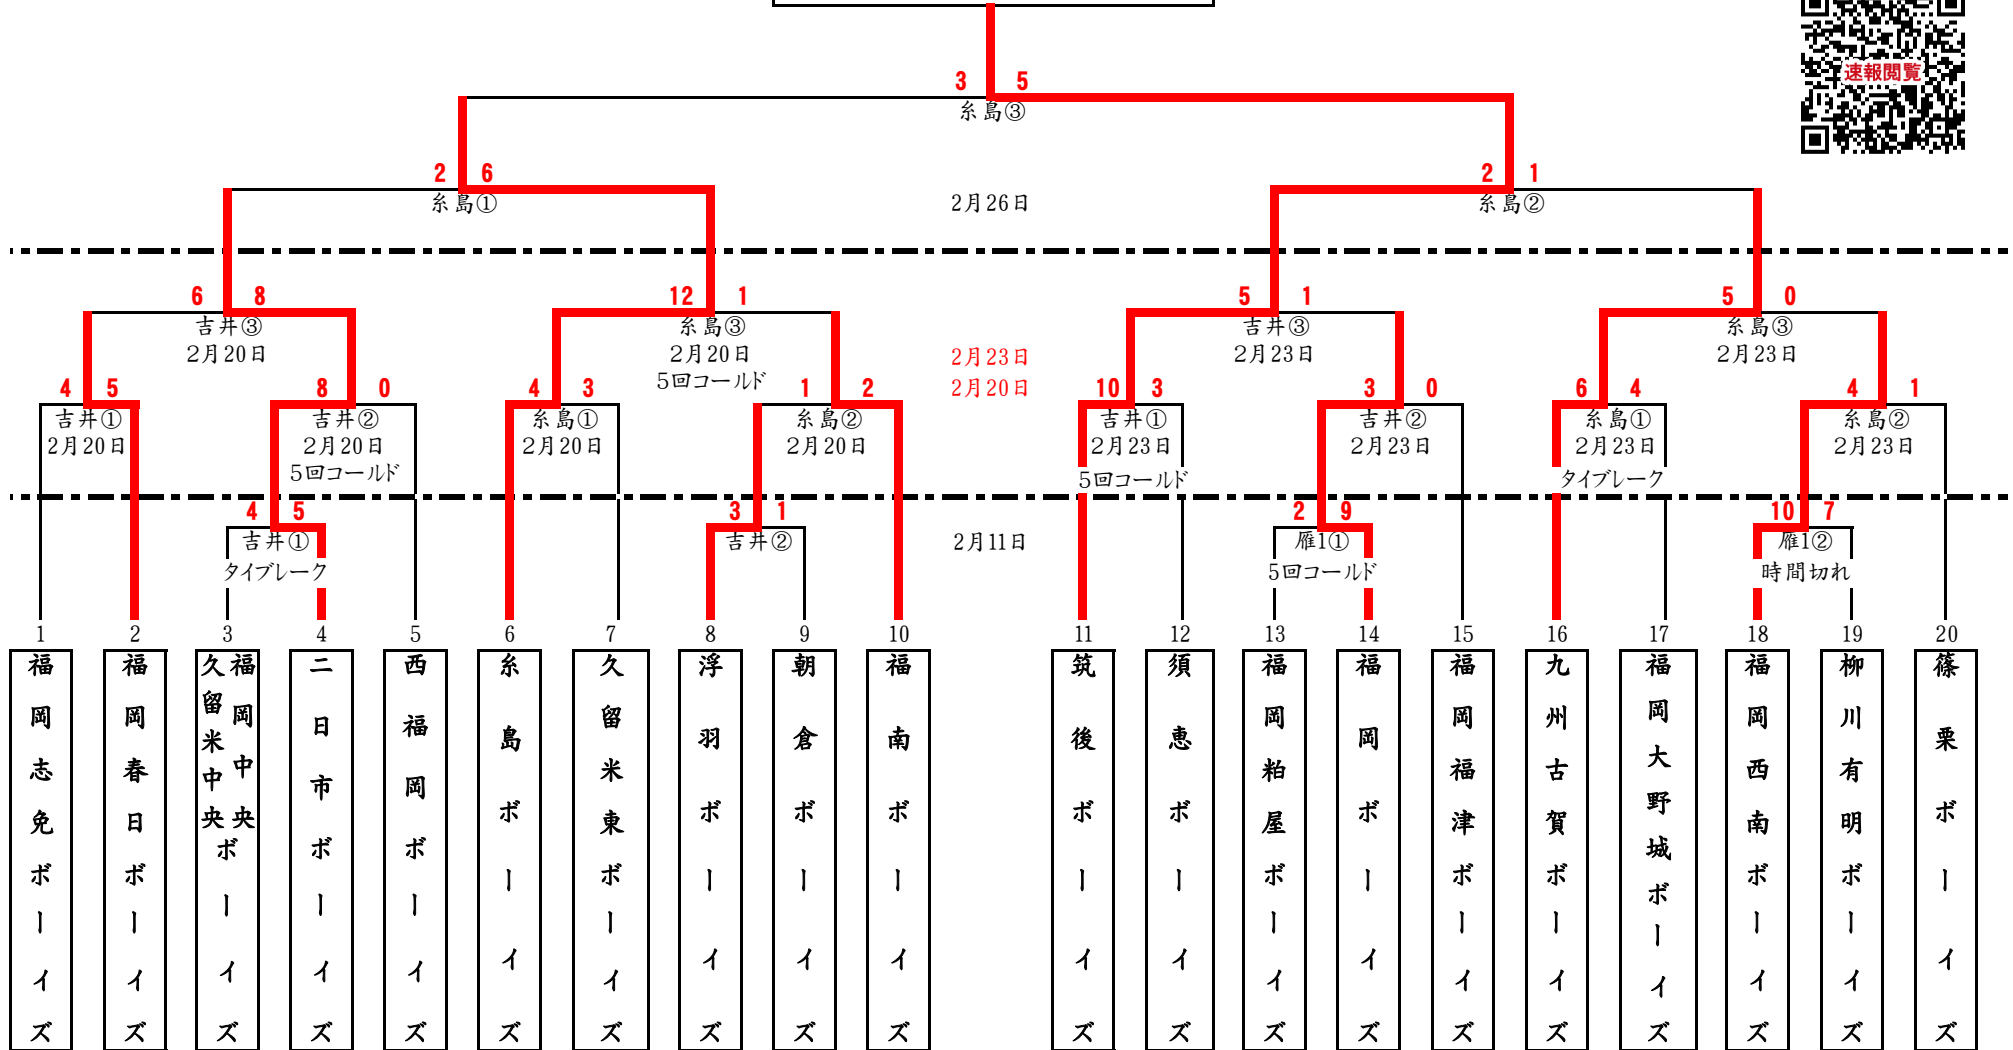 速報閲覧
3 5
糸島③
2 6
糸島①
2月26日
2 1
糸島②
6 8
吉井③
2月20日
12 1
糸島③
2月20日
5回コールド
5 1
吉井③
2月23日
5 0
糸島③
2月23日
2月23日
2月20日
4 5
吉井①
2月20日
8 0
吉井②
2月20日
5回コールド
4 3
糸島①
2月20日
1 2
糸島②
2月20日
10 3
吉井①
2月23日
5回コールド
3 0
吉井②
2月23日
6 4
糸島①
2月23日
タイブレーク
4 1
糸島②
2月23日
4 5
吉井①
タイブレーク
3 1
吉井②
2月11日
2 9
雁1①
5回コールド
10 7
雁1②
時間切れ
1 2 3 4 5 6 7 8 9 10 11 12 13 14 15 16 17 18 19 20
福岡志免ボーイズ
福岡春日ボーイズ
福岡中央
久留米中央
ボーイズ
二日市ボーイズ
西福岡ボーイズ
糸島ボーイズ
久留米東ボーイズ
浮羽ボーイズ
朝倉ボーイズ
福南ボーイズ
筑後ボーイズ
須恵ボーイズ
福岡粕屋ボーイズ
福岡ボーイズ
福岡福津ボーイズ
九州古賀ボーイズ
福岡大野城ボーイズ
福岡西南ボーイズ
柳川有明ボーイズ
篠栗ボーイズ